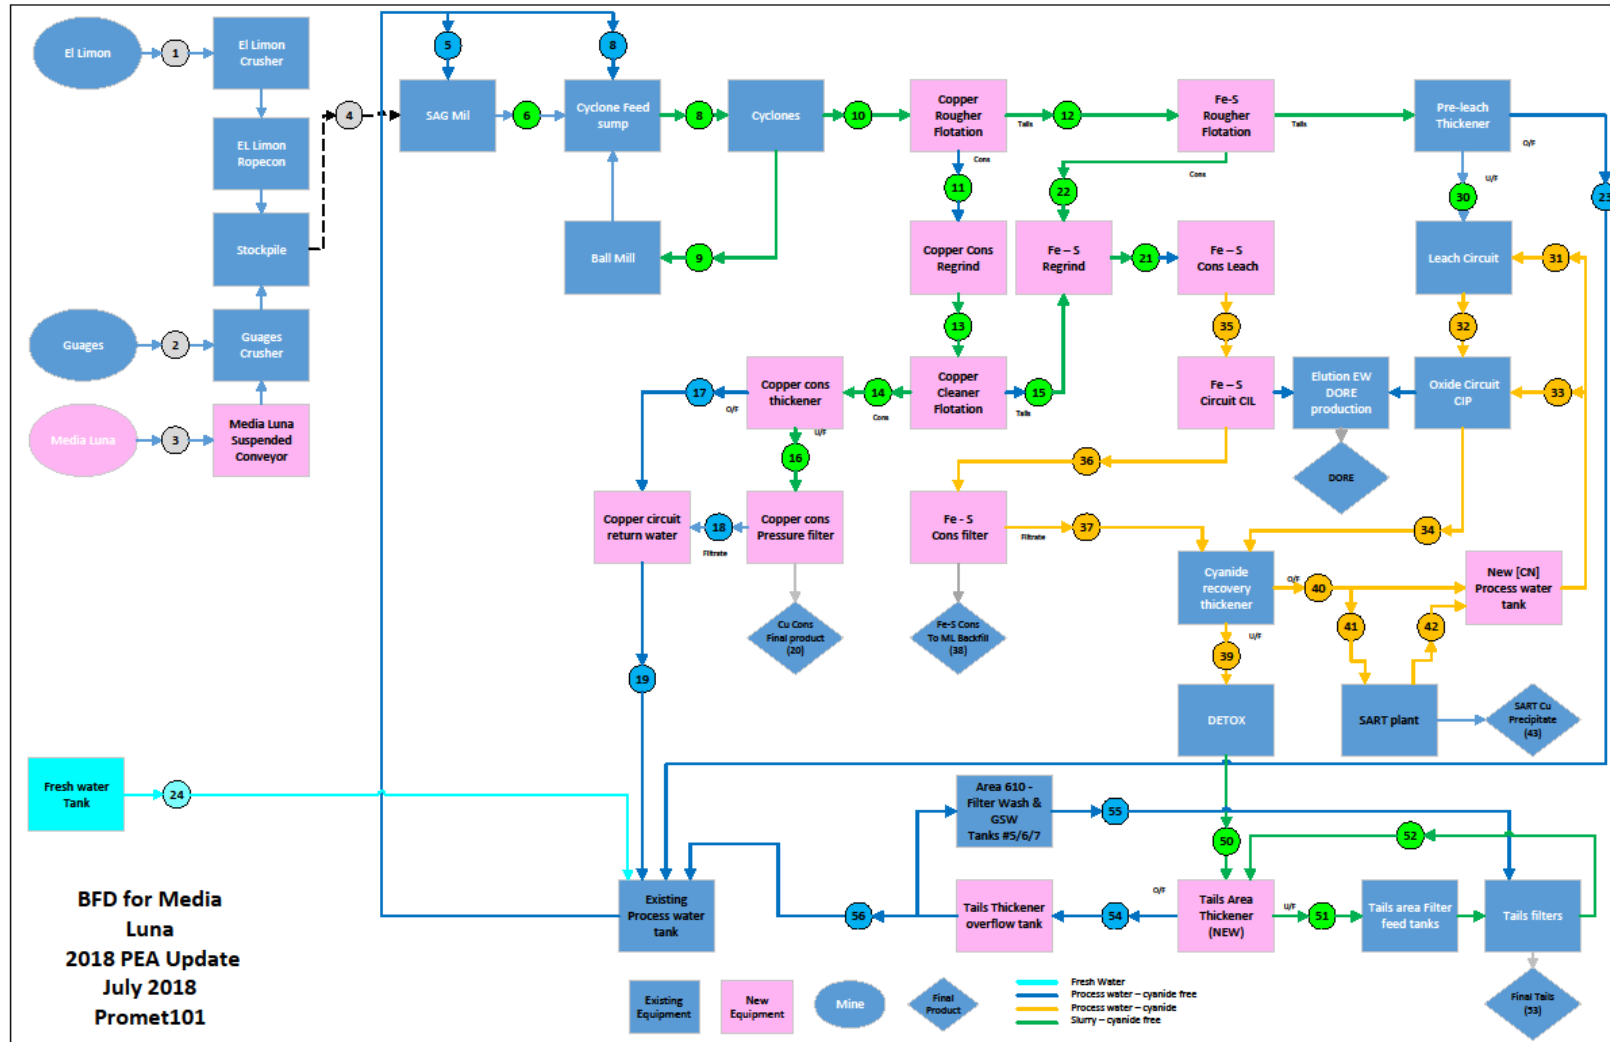 5
8
El Limon
1
El Limon
Crusher
4
SAG Mil
6
Cyclone Feed
sump
8
Cyclones
10
Copper
Rougher
Flotation
Tails
12
Fe-S
Rougher
Flotation
Tails
Pre-leach
Thickener
O/F
EL Limon
Ropecon
Cons
11
22
Cons
U/F
30
23
Stockpile
Ball Mill
9
Copper Cons
Regrind
Fe – S
Regrind
21
Fe – S
Cons Leach
Leach Circuit
31
Guages
2
Guages
Crusher
13
35
32
Media Luna
3
Media Luna
Suspended
Conveyor
17
O/F
Copper cons
thickener
14
Cons
Copper
Cleaner
Flotation
Tails
15
Fe – S
Circuit CIL
Elution EW
DORE
production
Oxide Circuit
CIP
33
U/F
16
36
DORE
Copper circuit
return water
18
Filtrate
Copper cons
Pressure filter
Fe - S
Cons filter
Filtrate
37
34
Cyanide
recovery
thickener
O/F
40
New [CN]
Process water
tank
Cu Cons
Final product
(20)
Fe-S Cons
To ML Backfill
(38)
U/F
41
42
19
39
DETOX
SART plant
SART Cu
Precipitate
(43)
Fresh water
Tank
24
Area 610 -
Filter Wash &
GSW
Tanks #5/6/7
55
50
52
Existing
Process water
tank
56
Tails Thickener
overflow tank
54
O/F
Tails Area
Thickener
(NEW)
U/F
51
Tails area Filter
feed tanks
Tails filters
BFD for Media
Luna
2018 PEA Update
July 2018
Promet101
Existing
Equipment
New
Equipment
Mine
Final
Product
Fresh Water
Process water – cyanide free
Process water – cyanide
Slurry – cyanide free
Final Tails
(53)